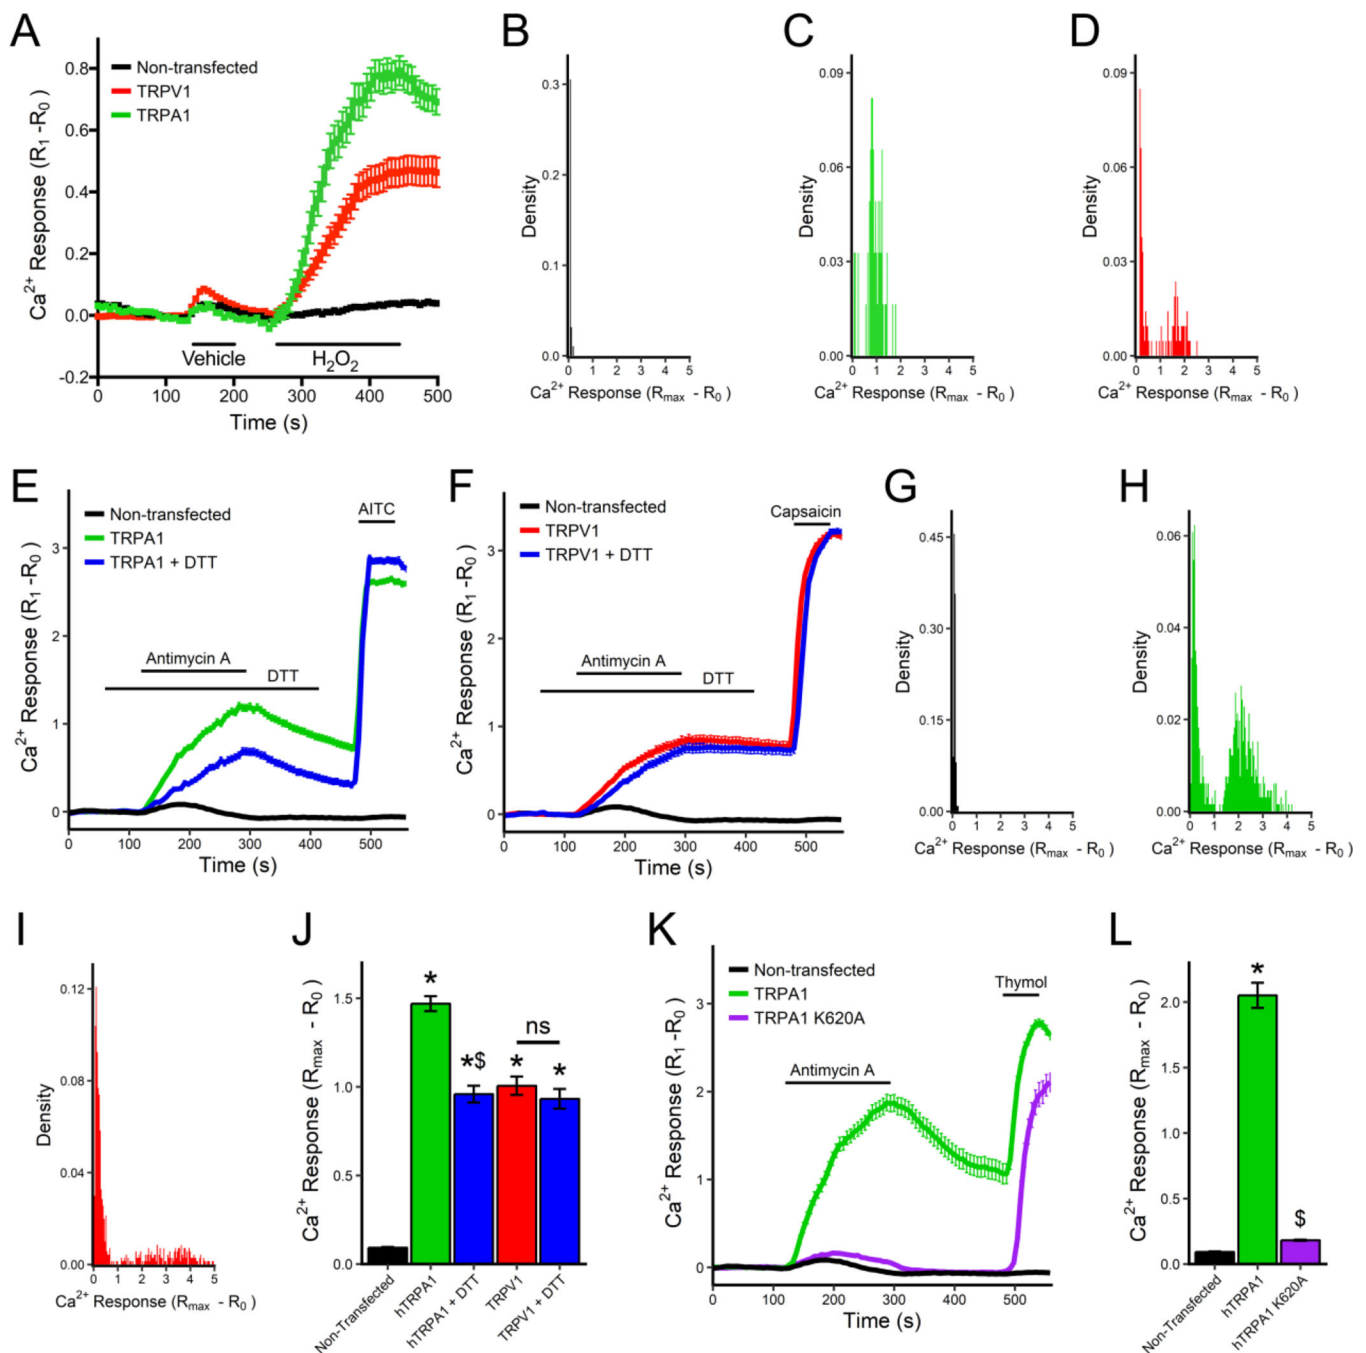 A
Ca2+ Response (R1 -R0)
0.8
0.6
0.4
0.2
0.0
-0.2
Non-transfected
TRPV1
TRPA1
Vehicle
H2O2
0 100 200 300 400 500
Time (s)
B
Density
0.3
0.2
0.1
0.0
0 1 2 3 4 5
Ca2+ Response (Rmax - R0 )
C
Density
0.09
0.06
0.03
0.00
0 1 2 3 4 5
Ca2+ Response (Rmax - R0 )
D
Density
0.09
0.06
0.03
0.00
0 1 2 3 4 5
Ca2+ Response (Rmax - R0 )
E
Ca2+ Response (R1 -R0)
3
2
1
0
Non-transfected
TRPA1
TRPA1 + DTT
AITC
Antimycin A
DTT
0 100 200 300 400 500
Time (s)
F
Ca2+ Response (R1 -R0)
3
2
1
0
Non-transfected
TRPV1
TRPV1 + DTT
Capsaicin
Antimycin A
DTT
0 100 200 300 400 500
Time (s)
G
Density
0.45
0.30
0.15
0.00
0 1 2 3 4 5
Ca2+ Response (Rmax - R0 )
H
Density
0.06
0.04
0.02
0.00
0 1 2 3 4 5
Ca2+ Response (Rmax - R0 )
I
Density
0.12
0.08
0.04
0.00
0 1 2 3 4 5
Ca2+ Response (Rmax - R0 )
J
Ca2+ Response (Rmax - R0)
1.5
1.0
0.5
0.0
*
*$
*
ns
*
Non-Transfected
hTRPA1
hTRPA1 + DTT
TRPV1
TRPV1 + DTT
K
Ca2+ Response (R1 -R0)
3
2
1
0
Non-transfected
TRPA1
TRPA1 K620A
Thymol
Antimycin A
0 100 200 300 400 500
Time (s)
L
Ca2+ Response (Rmax - R0)
2.0
1.5
1.0
0.5
0.0
*
$
Non-Transfected
hTRPA1
hTRPA1 K620A